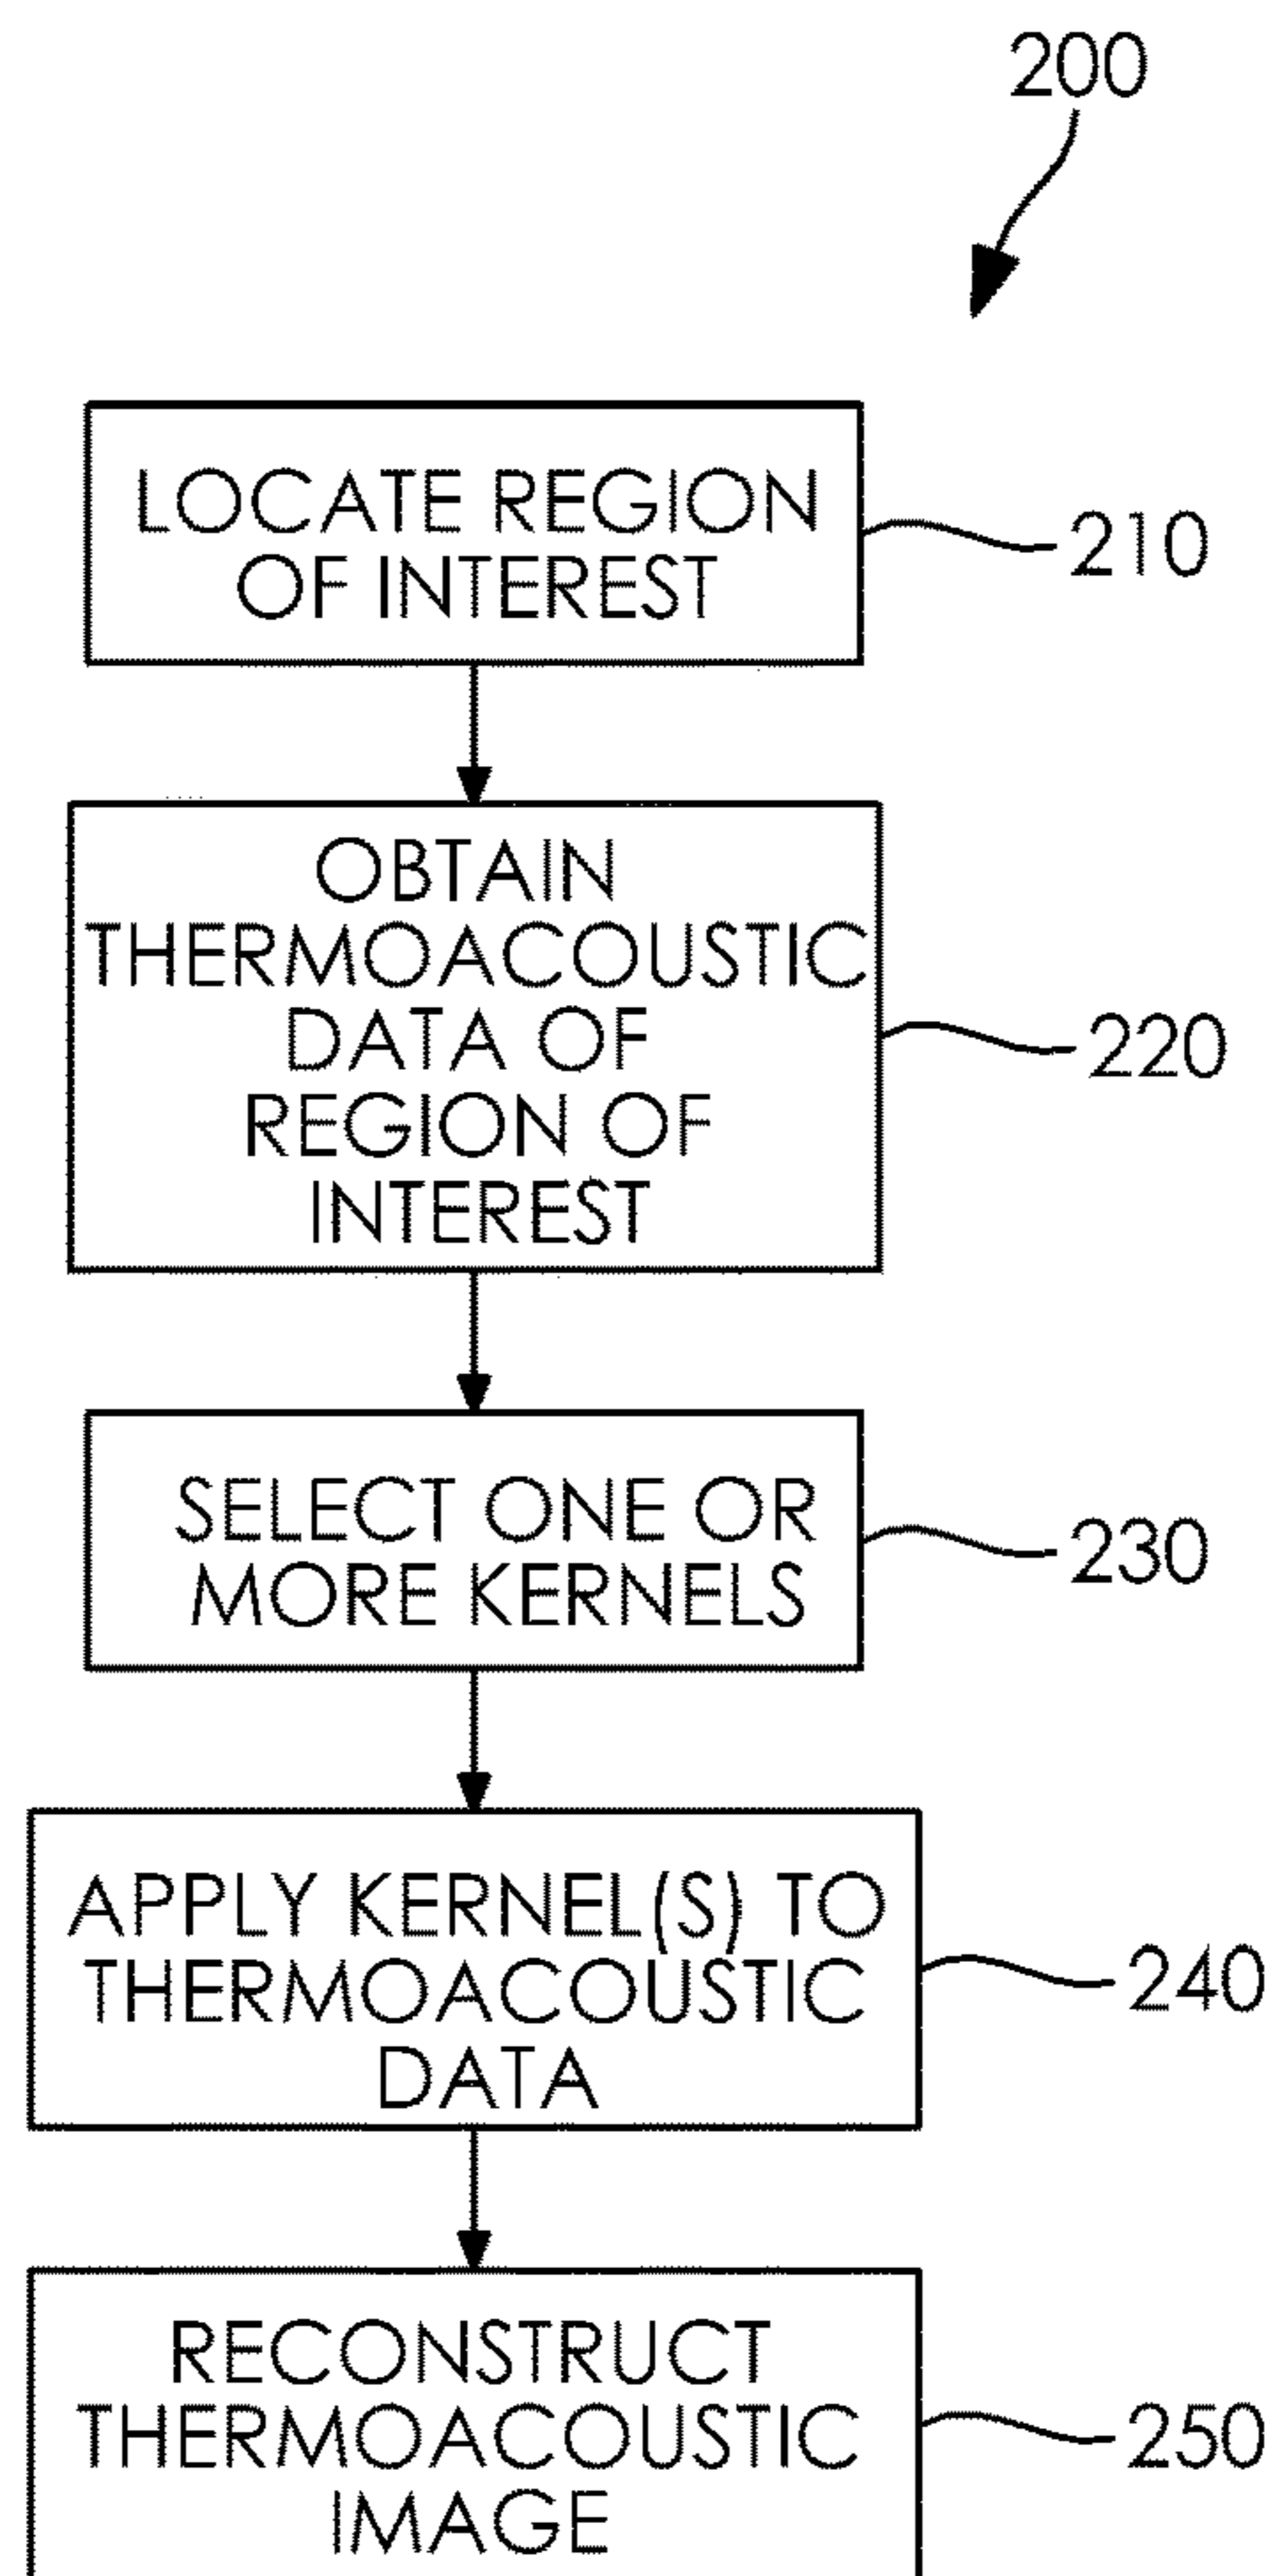 200
LOCATE REGION
OF INTEREST
210
OBTAIN
THERMOACOUSTIC
DATA OF
REGION OF
INTEREST
220
SELECT ONE OR
MORE KERNELS
230
APPLY KERNEL(S) TO
THERMOACOUSTIC
DATA
240
RECONSTRUCT
THERMOACOUSTIC
IMAGE
250